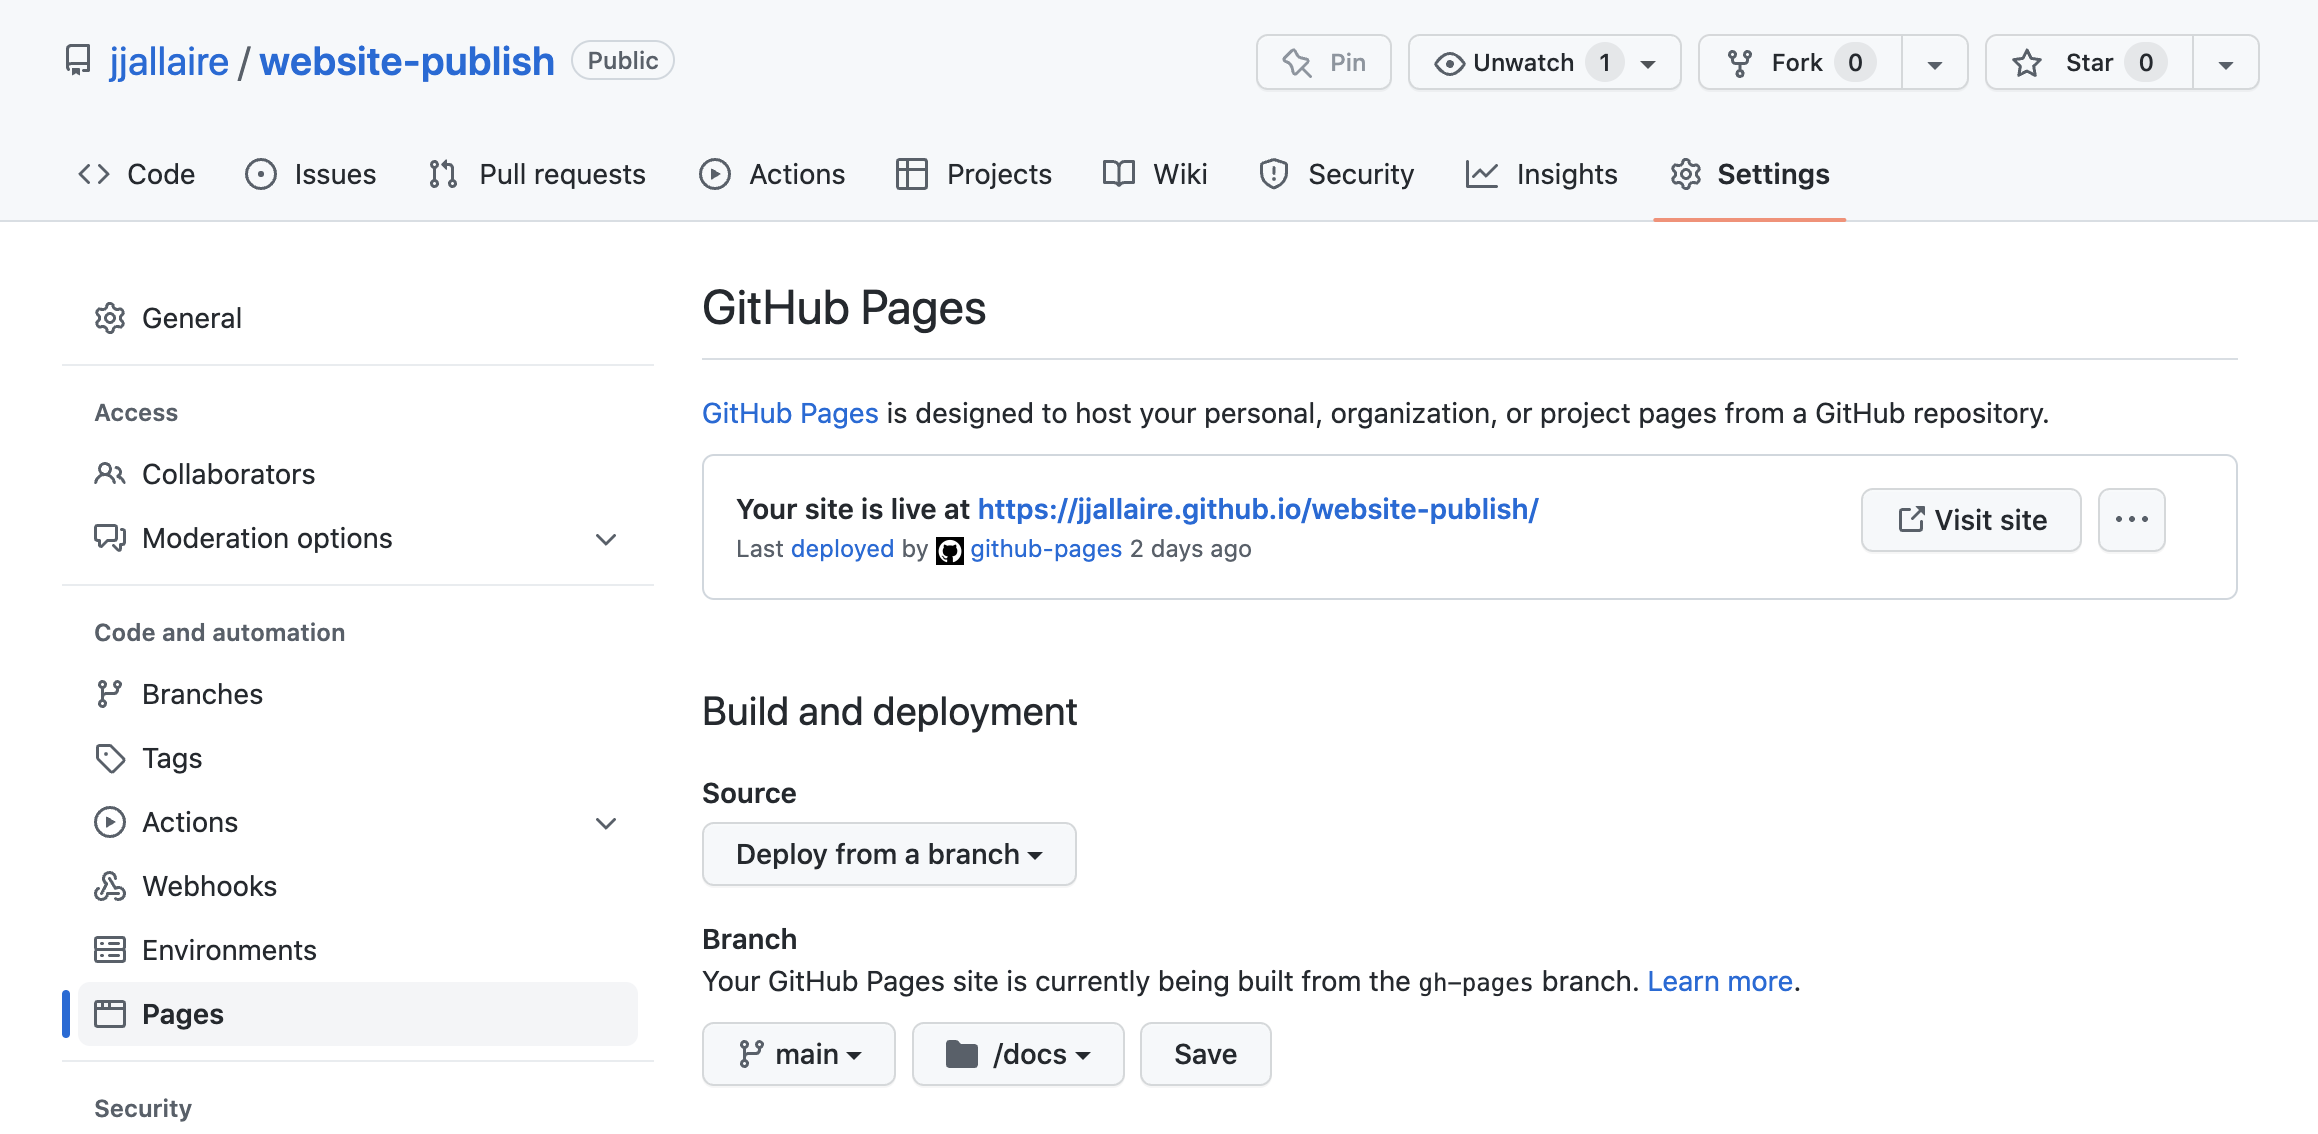 jjallaire / website-publish Public
Pin
Unwatch 1
Fork 0
Star 0
Code Issues Pull requests Actions Projects Wiki Security Insights Settings
General
Access
Collaborators
Moderation options
Code and automation
Branches
Tags
Actions
Webhooks
Environments
Pages
Security
GitHub Pages
GitHub Pages is designed to host your personal, organization, or project pages from a GitHub repository.
Your site is live at https://jjallaire.github.io/website-publish/
Last deployed by github-pages 2 days ago
Visit site
Build and deployment
Source
Deploy from a branch
Branch
Your GitHub Pages site is currently being built from the gh-pages branch. Learn more.
main /docs Save